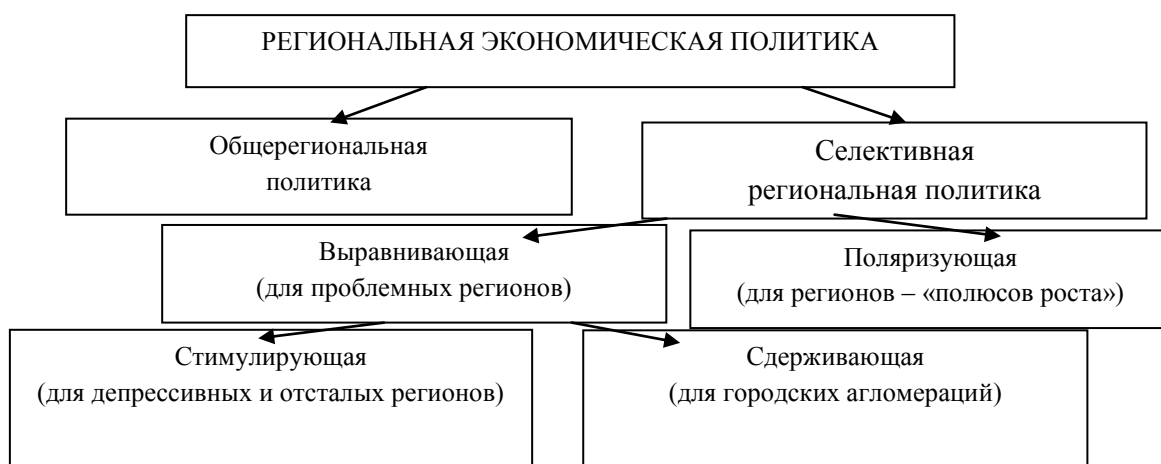 РЕГИОНАЛЬНАЯ ЭКОНОМИЧЕСКАЯ ПОЛИТИКА
Общерегиональная
политика
Селективная
региональная политика
Выравнивающая
(для проблемных регионов)
Поляризующая
(для регионов – «полюсов роста»)
Стимулирующая
(для депрессивных и отсталых регионов)
Сдерживающая
(для городских агломераций)